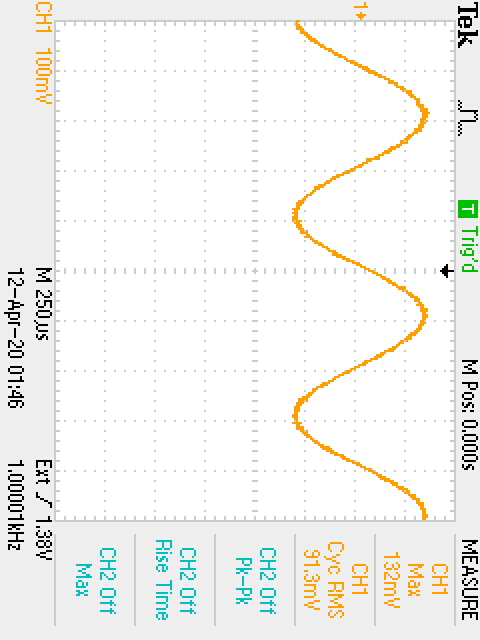 Tek T Trig'd M Pos: 0.000s MEASURE
CH1
Max
132mV
1
CH1
Cyc RMS
91.3mV
CH2 Off
Pk-Pk
CH2 Off
Rise Time
CH2 Off
Max
CH1 100mV M 250µs Ext 1.38V
12-Apr-20 01:46 1.00001kHz